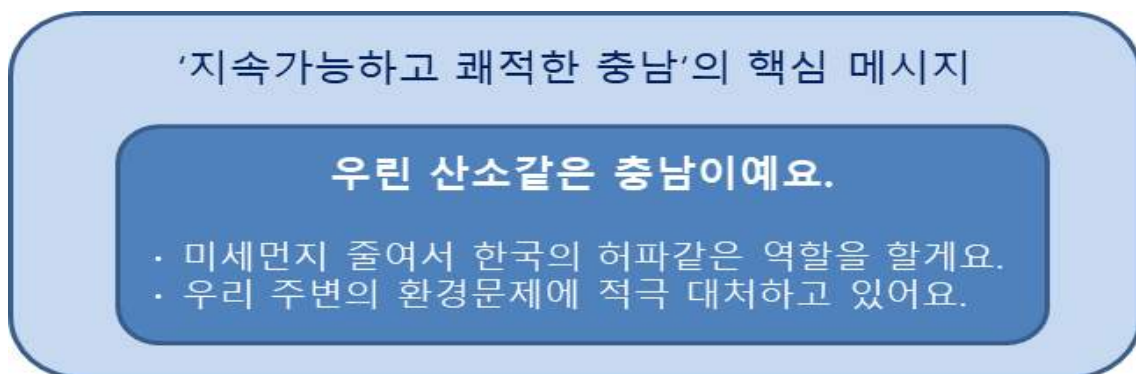 '지속가능하고 쾌적한 충남'의 핵심 메시지
우린 산소같은 충남이예요.
· 미세먼지 줄여서 한국의 허파같은 역할을 할게요.
· 우리 주변의 환경문제에 적극 대처하고 있어요.